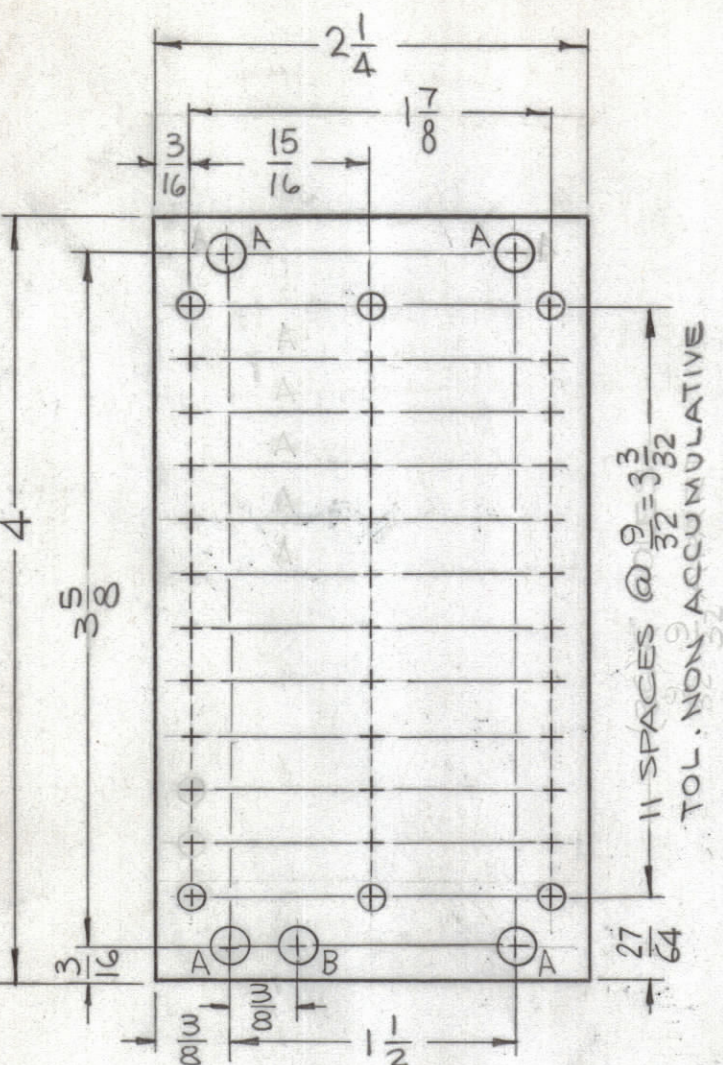 2 1/4
1 7/8
3/16
15/16
A
A
4
3 5/8
11 SPACES @ 9/32 = 3 3/32
TOL. NON ACCUMULATIVE
3/16
A
B
A
27/64
3/8
3/8
1 1/2